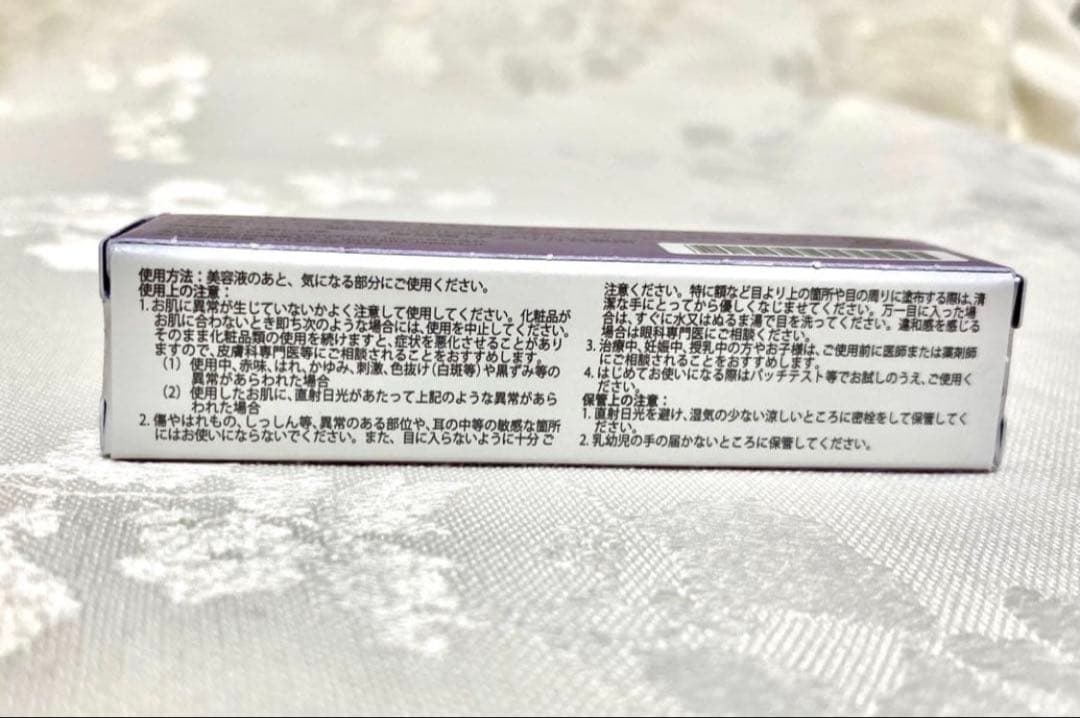 使用方法：美容液のあと、気になる部分にご使用ください。
使用上の注意：
1. お肌に異常が生じていないかよく注意して使用してください。化粧品が
お肌に合わないとき即ち次のような場合には、使用を中止してください。
そのまま化粧品類の使用を続けますと、症状を悪化させることがあり
ますので、皮膚科専門医等にご相談されることをおすすめします。
（1）使用中、赤味、はれ、かゆみ、刺激、色抜け(白斑等)や黒ずみ等の
異常があらわれた場合
（2）使用したお肌に、直射日光があたって上記のような異常があら
われた場合
2. 傷やはれもの、しっしん等、異常のある部位や、耳の中等の敏感な箇所
にはお使いにならないでください。また、目に入らないように十分 ご
注意ください。特に額など目より上の箇所や目の周りに塗布する際は、清
潔な手にとってから優しくなじませてください。万一目に入った場
合は、すぐに水又はぬるま湯で目を洗ってください。違和感を感じる
場合は眼科専門医にご相談ください。
3. 治療中、妊娠中、授乳中の方やお子様は、ご使用前に医師または薬剤師
にご相談されることをおすすめします。
4. はじめてお使いになる際はパッチテスト等でお試しのうえ、ご使用く
ださい。
保管上の注意：
1. 直射日光を避け、湿気の少ない涼しいところに密栓をして保管してく
ださい。
2. 乳幼児の手の届かないところに保管してください。